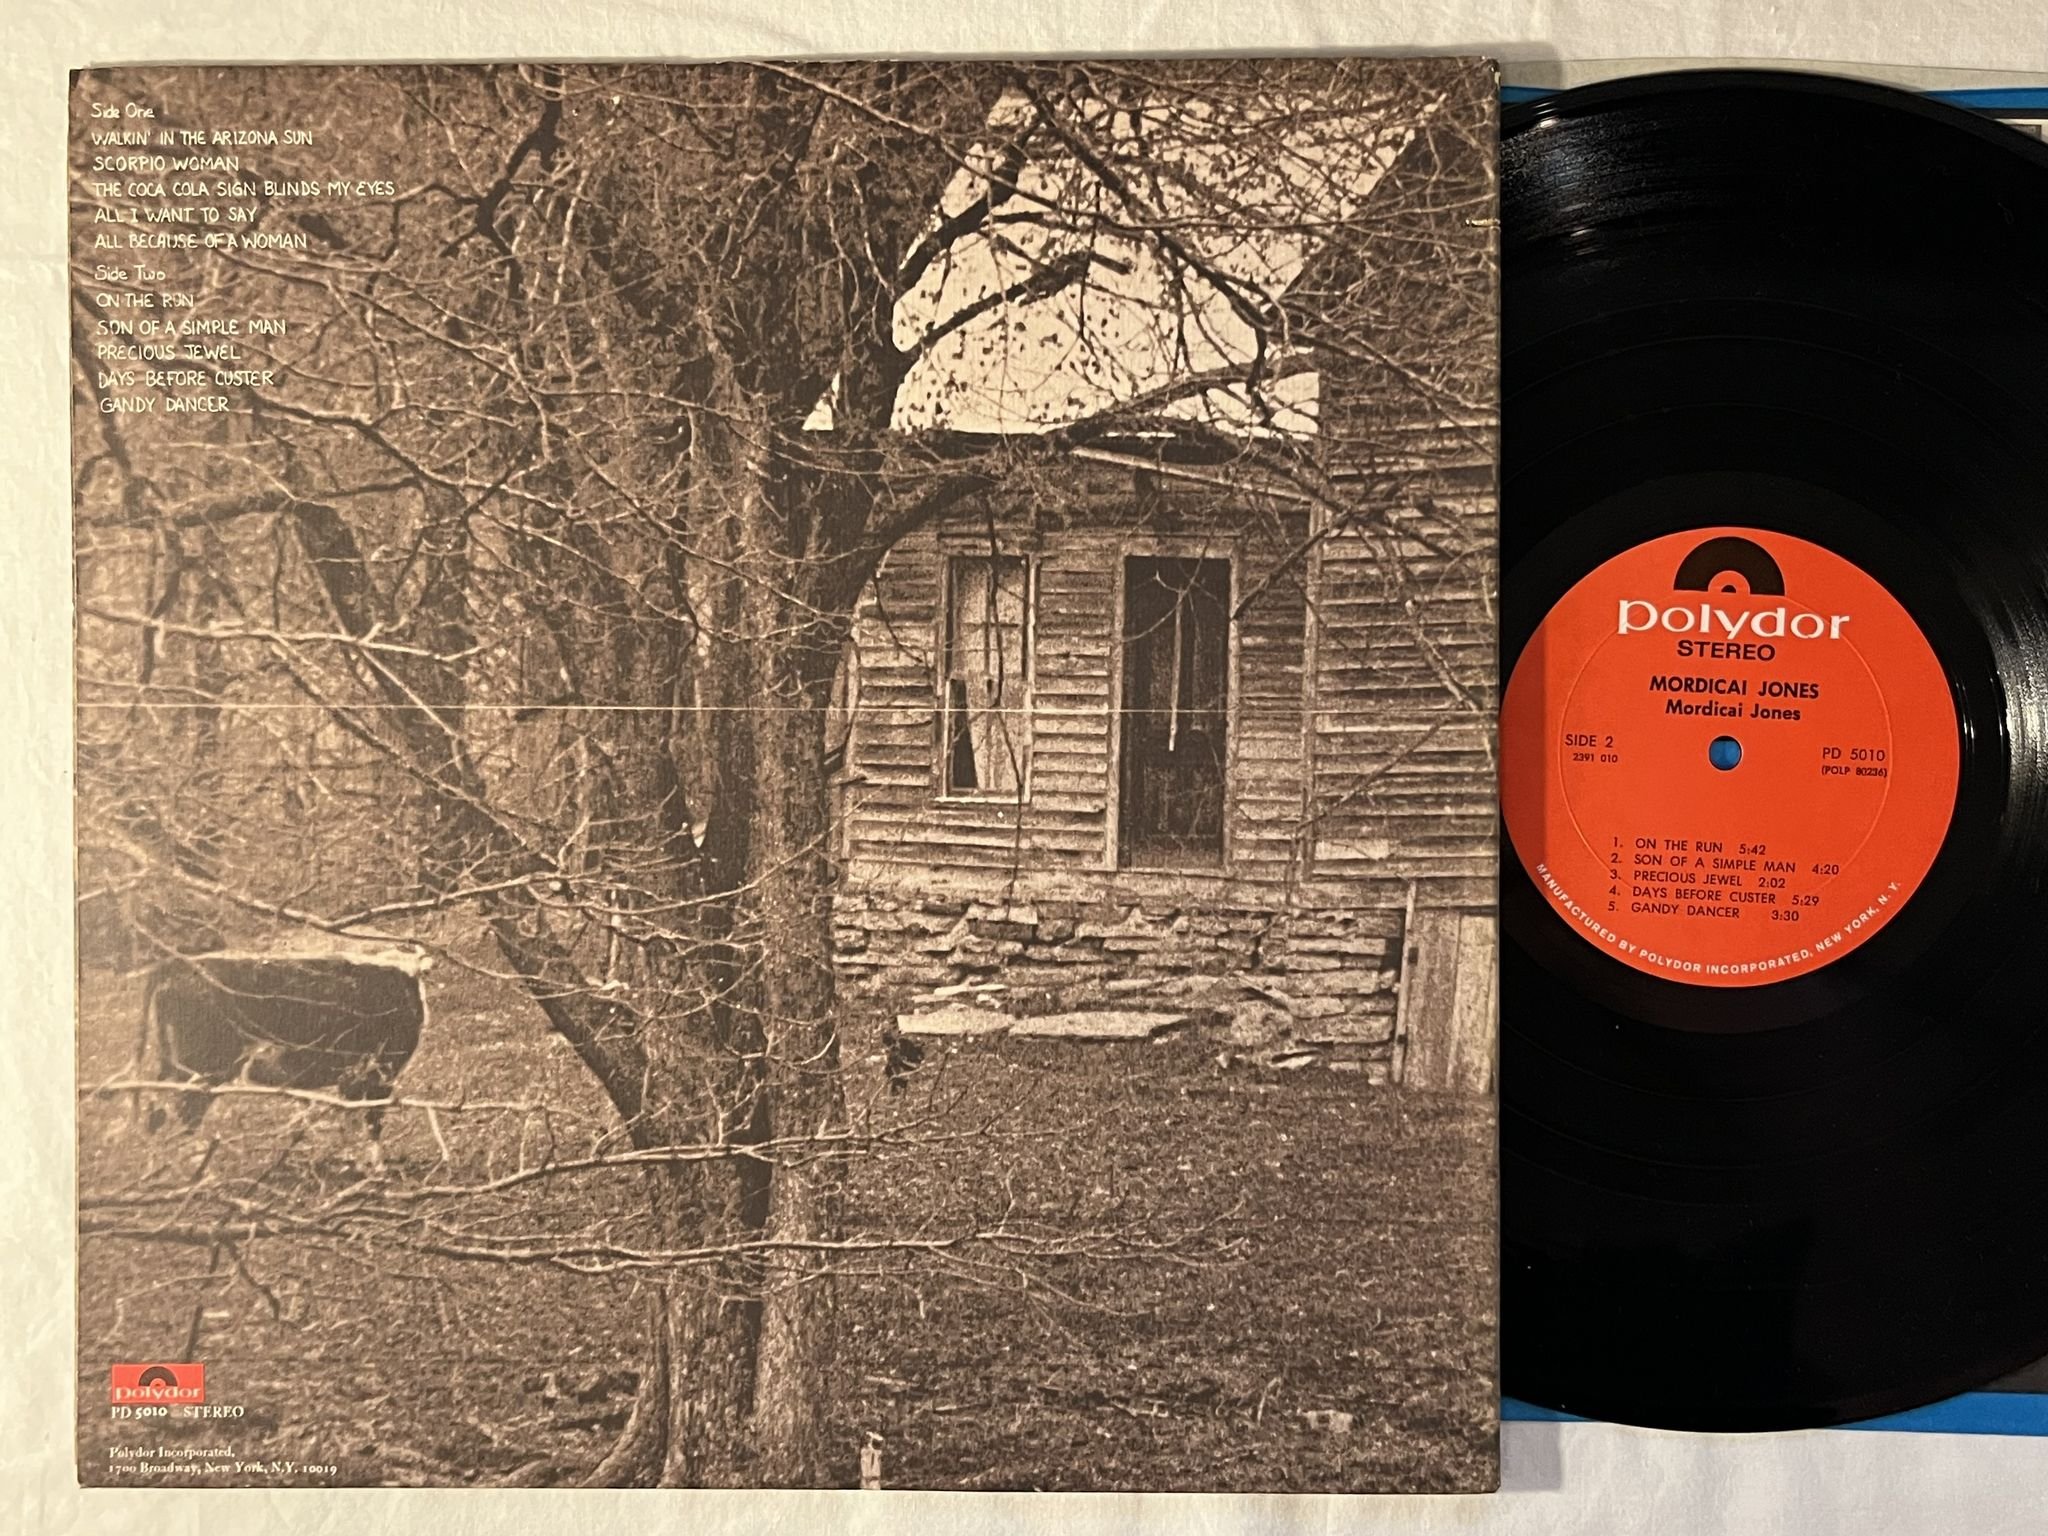 Side One
WALKIN' IN THE ARIZONA SUN
SCORPIO WOMAN
THE COCA COLA SIGN BLINDS MY EYES
ALL I WANT TO SAY
ALL BECAUSE OF A WOMAN
Side Two
ON THE RUN
SON OF A SIMPLE MAN
PRECIOUS JEWEL
DAYS BEFORE CUSTER
GANDY DANCER
polydor
PD 5010 STEREO
Polydor Incorporated,
1700 Broadway, New York, N.Y. 10019
polydor
STEREO
MORDICAI JONES
Mordicai Jones
SIDE 2
2391 010
PD 5010
(POLP 80236)
1. ON THE RUN 5:42
2. SON OF A SIMPLE MAN 4:20
3. PRECIOUS JEWEL 2:02
4. DAYS BEFORE CUSTER 5:29
5. GANDY DANCER 3:30
MANUFACTURED BY POLYDOR INCORPORATED, NEW YORK, N.Y.